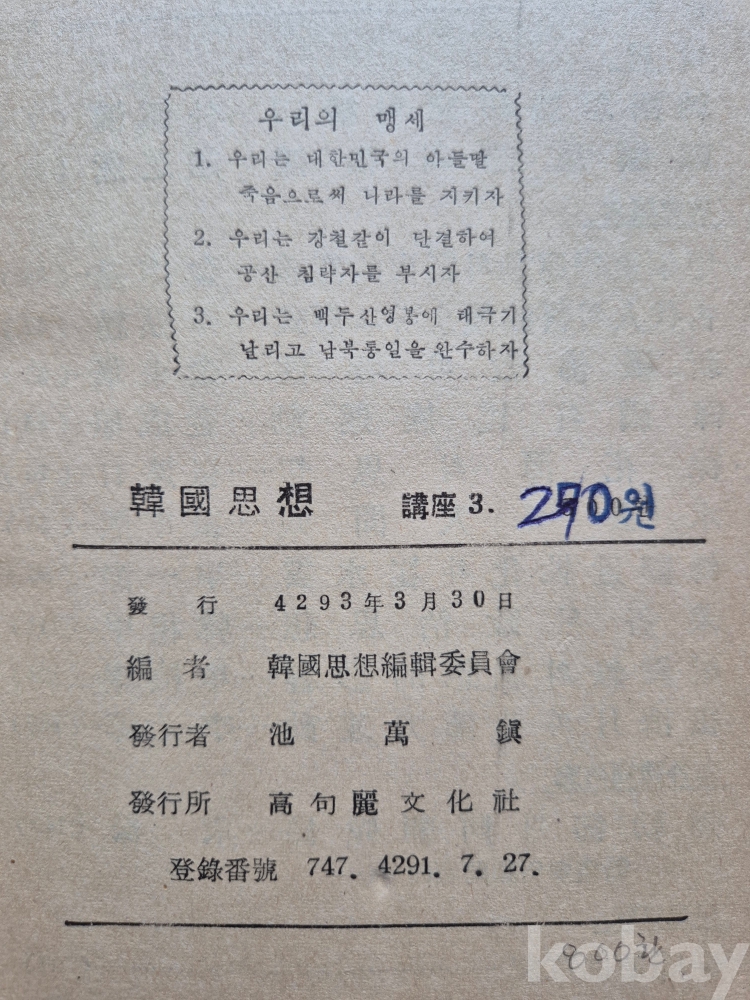 우리의 맹세
1. 우리는 대한민국의 아들딸
죽음으로써 나라를 지키자
2. 우리는 강철같이 단결하여
공산 침략자를 부시자
3. 우리는 백두산영봉에 태극기
날리고 남북통일을 완수하자
韓國思想 講座 3. 270원
發行 4293年3月30日
編者 韓國思想編輯委員會
發行者 池萬鎭
發行所 高句麗文化社
登錄番號 747. 4291. 7. 27.
kobay